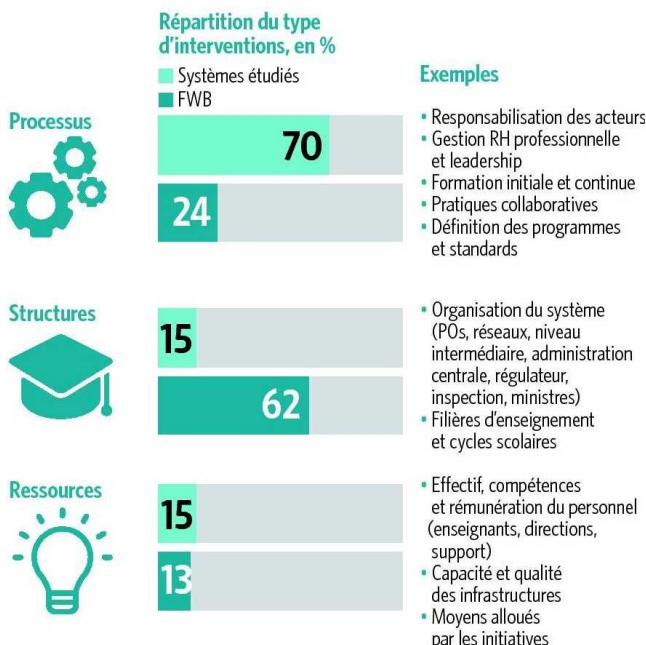 Répartition du type
d'interventions, en %
Systèmes étudiés
FWB
Exemples
Processus
70
24
• Responsabilisation des acteurs
• Gestion RH professionnelle
et leadership
• Formation initiale et continue
• Pratiques collaboratives
• Définition des programmes
et standards
Structures
15
62
• Organisation du système
(POs, réseaux, niveau
intermédiaire, administration
centrale, régulateur,
inspection, ministres)
• Filières d'enseignement
et cycles scolaires
Ressources
15
13
• Effectif, compétences
et rémunération du personnel
(enseignants, directions,
support)
• Capacité et qualité
des infrastructures
• Moyens alloués
par les initiatives